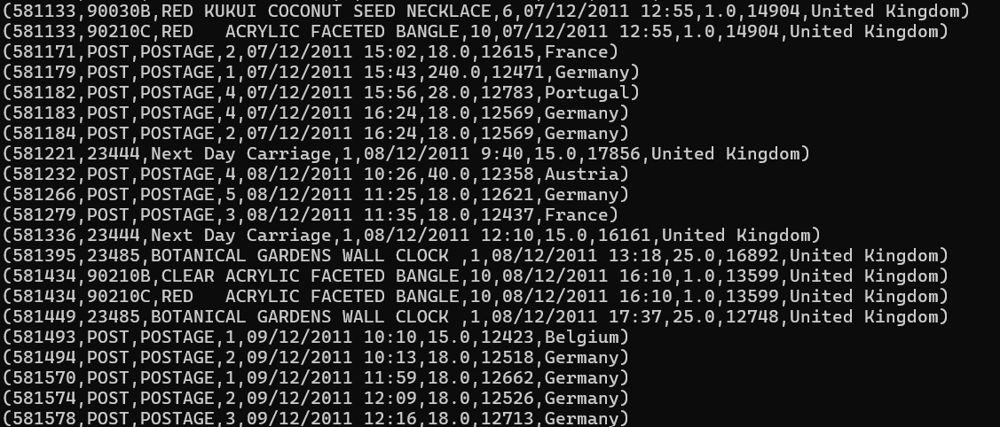 (581133,90030B,RED KUKUI COCONUT SEED NECKLACE,6,07/12/2011 12:55,1.0,14904,United Kingdom)
(581133,90210C,RED   ACRYLIC FACETED BANGLE,10,07/12/2011 12:55,1.0,14904,United Kingdom)
(581171,POST,POSTAGE,2,07/12/2011 15:02,18.0,12615,France)
(581179,POST,POSTAGE,1,07/12/2011 15:43,240.0,12471,Germany)
(581182,POST,POSTAGE,4,07/12/2011 15:56,28.0,12783,Portugal)
(581183,POST,POSTAGE,4,07/12/2011 16:24,18.0,12569,Germany)
(581184,POST,POSTAGE,2,07/12/2011 16:24,18.0,12569,Germany)
(581221,23444,Next Day Carriage,1,08/12/2011 9:40,15.0,17856,United Kingdom)
(581232,POST,POSTAGE,4,08/12/2011 10:26,40.0,12358,Austria)
(581266,POST,POSTAGE,5,08/12/2011 11:25,18.0,12621,Germany)
(581279,POST,POSTAGE,3,08/12/2011 11:35,18.0,12437,France)
(581336,23444,Next Day Carriage,1,08/12/2011 12:10,15.0,16161,United Kingdom)
(581395,23485,BOTANICAL GARDENS WALL CLOCK ,1,08/12/2011 13:18,25.0,16892,United Kingdom)
(581434,90210B,CLEAR ACRYLIC FACETED BANGLE,10,08/12/2011 16:10,1.0,13599,United Kingdom)
(581434,90210C,RED   ACRYLIC FACETED BANGLE,10,08/12/2011 16:10,1.0,13599,United Kingdom)
(581449,23485,BOTANICAL GARDENS WALL CLOCK ,1,08/12/2011 17:37,25.0,12748,United Kingdom)
(581493,POST,POSTAGE,1,09/12/2011 10:10,15.0,12423,Belgium)
(581494,POST,POSTAGE,2,09/12/2011 10:13,18.0,12518,Germany)
(581570,POST,POSTAGE,1,09/12/2011 11:59,18.0,12662,Germany)
(581574,POST,POSTAGE,2,09/12/2011 12:09,18.0,12526,Germany)
(581578,POST,POSTAGE,3,09/12/2011 12:16,18.0,12713,Germany)